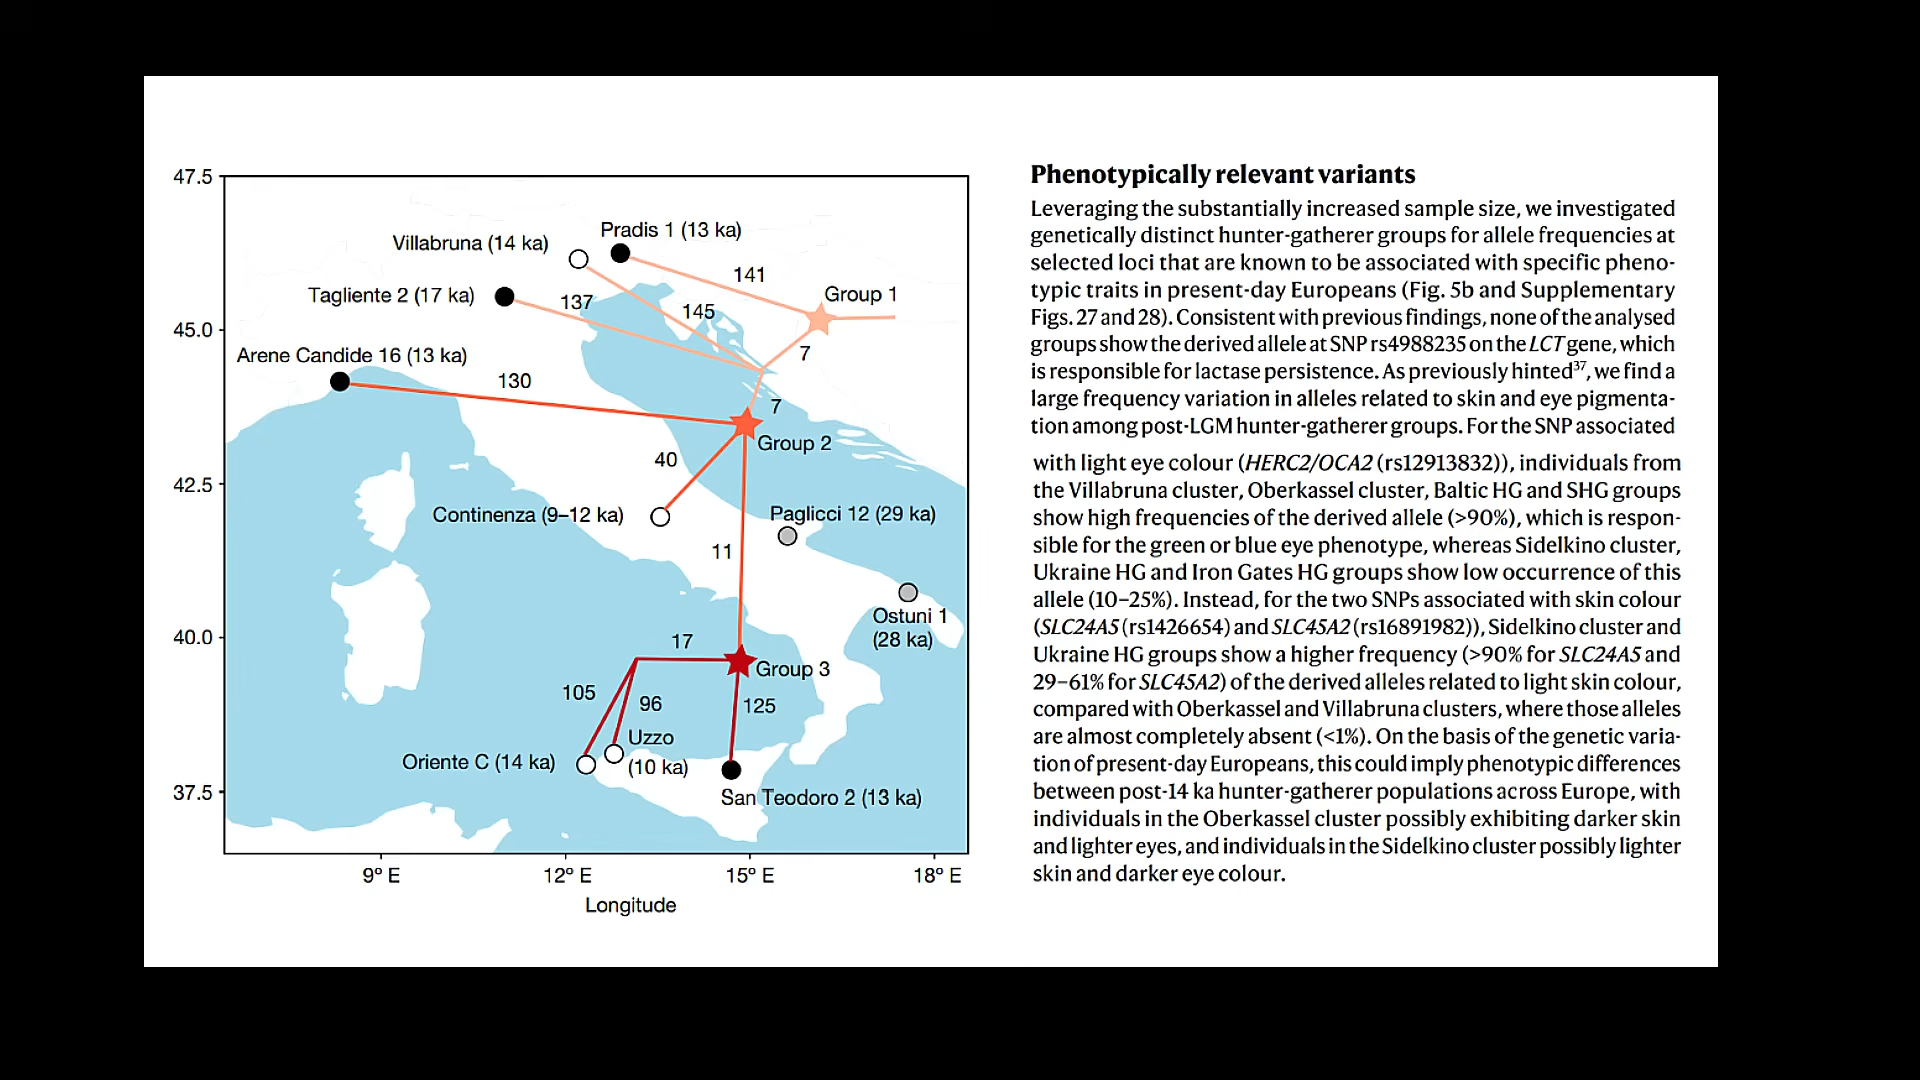 47.5
45.0
42.5
40.0
37.5
9° E
12° E
15° E
18° E
Longitude
Pradis 1 (13 ka)
Villabruna (14 ka)
141
Tagliente 2 (17 ka)
137
Group 1
145
Arene Candide 16 (13 ka)
7
130
7
Group 2
40
Continenza (9–12 ka)
Paglicci 12 (29 ka)
11
Ostuni 1
(28 ka)
17
Group 3
105
96
125
Uzzo
(10 ka)
Oriente C (14 ka)
San Teodoro 2 (13 ka)
Phenotypically relevant variants
Leveraging the substantially increased sample size, we investigated
genetically distinct hunter-gatherer groups for allele frequencies at
selected loci that are known to be associated with specific pheno-
typic traits in present-day Europeans (Fig. 5b and Supplementary
Figs. 27 and 28). Consistent with previous findings, none of the analysed
groups show the derived allele at SNP rs4988235 on the LCT gene, which
is responsible for lactase persistence. As previously hinted37, we find a
large frequency variation in alleles related to skin and eye pigmenta-
tion among post-LGM hunter-gatherer groups. For the SNP associated
with light eye colour (HERC2/OCA2 (rs12913832)), individuals from
the Villabruna cluster, Oberkassel cluster, Baltic HG and SHG groups
show high frequencies of the derived allele (>90%), which is respon-
sible for the green or blue eye phenotype, whereas Sidelkino cluster,
Ukraine HG and Iron Gates HG groups show low occurrence of this
allele (10–25%). Instead, for the two SNPs associated with skin colour
(SLC24A5 (rs1426654) and SLC45A2 (rs16891982)), Sidelkino cluster and
Ukraine HG groups show a higher frequency (>90% for SLC24A5 and
29–61% for SLC45A2) of the derived alleles related to light skin colour,
compared with Oberkassel and Villabruna clusters, where those alleles
are almost completely absent (<1%). On the basis of the genetic varia-
tion of present-day Europeans, this could imply phenotypic differences
between post-14 ka hunter-gatherer populations across Europe, with
individuals in the Oberkassel cluster possibly exhibiting darker skin
and lighter eyes, and individuals in the Sidelkino cluster possibly lighter
skin and darker eye colour.